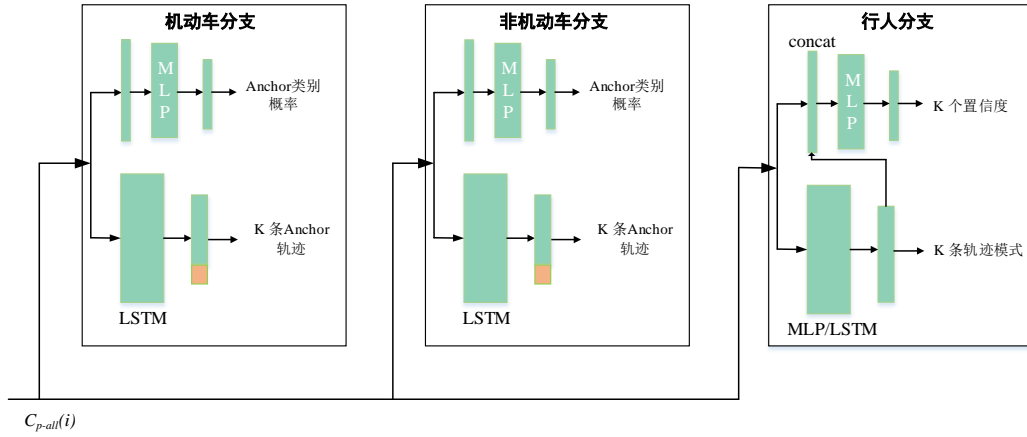 机动车分支
M
L
P
Anchor类别
概率
K 条Anchor
轨迹
LSTM
非机动车分支
M
L
P
Anchor类别
概率
K 条Anchor
轨迹
LSTM
行人分支
concat
M
L
P
K 个置信度
K 条轨迹模式
MLP/LSTM
C_{p-all}(i)